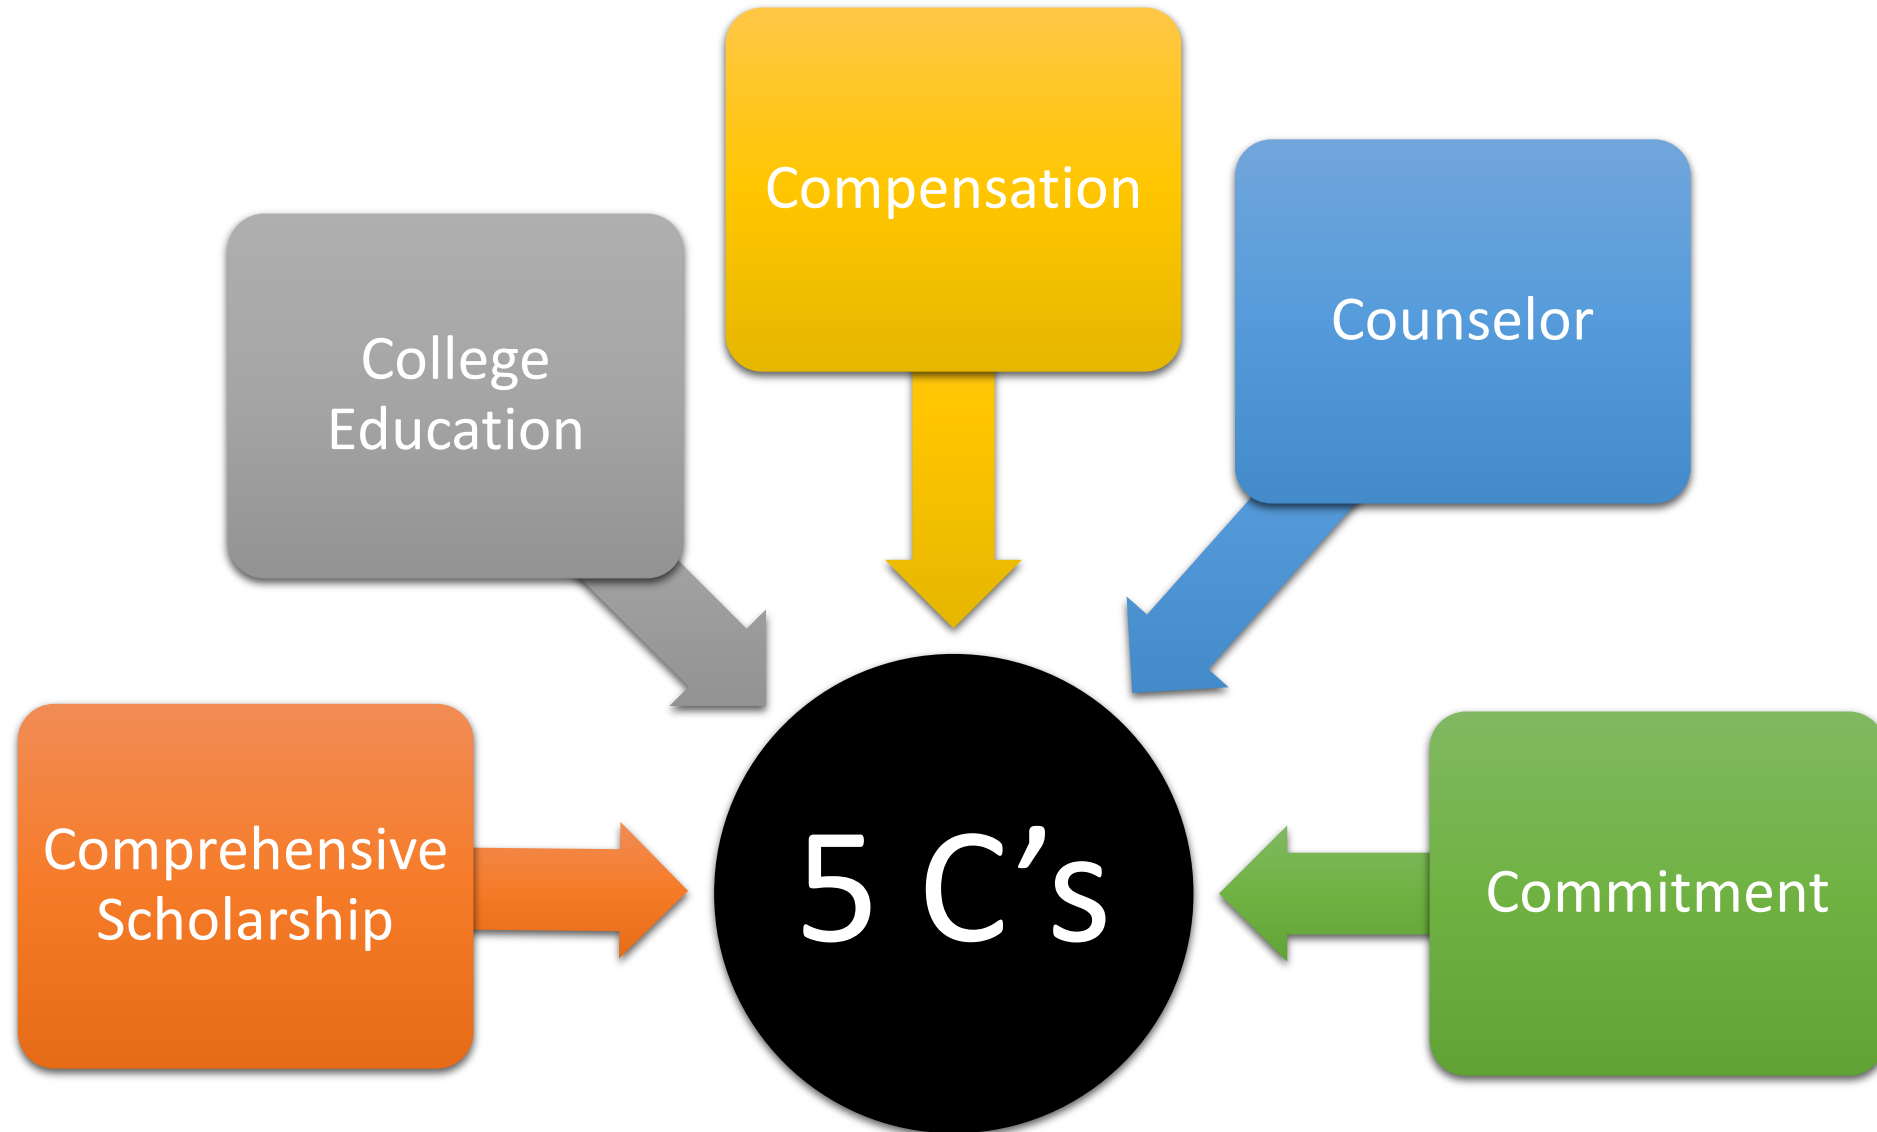 Compensation
Counselor
College
Education
Comprehensive
Scholarship
5 C’s
Commitment